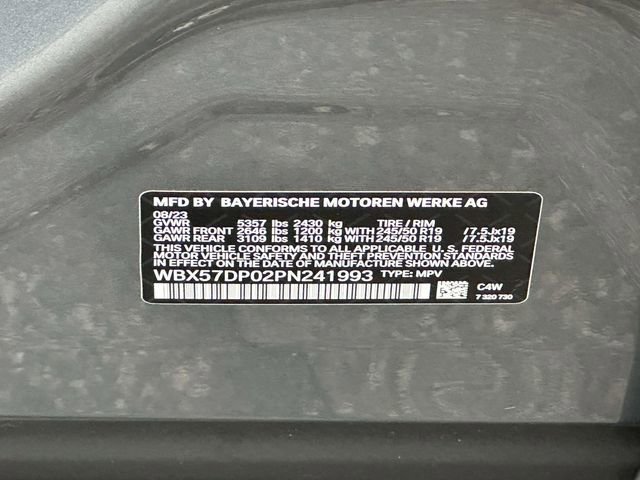 MFD BY BAYERISCHE MOTOREN WERKE AG
08/23
GVWR 5357 lbs 2430 kg TIRE / RIM
GAWR FRONT 2646 lbs 1200 kg WITH 245/50 R19 /7.5Jx19
GAWR REAR 3109 lbs 1410 kg WITH 245/50 R19 /7.5Jx19
THIS VEHICLE CONFORMS TO ALL APPLICABLE U.S. FEDERAL
MOTOR VEHICLE SAFETY, BUMPER AND THEFT PREVENTION STANDARDS
IN EFFECT ON THE DATE OF MANUFACTURE SHOWN ABOVE.
WBX57DP02PN241993 TYPE: MPV
C4W
7 320 730